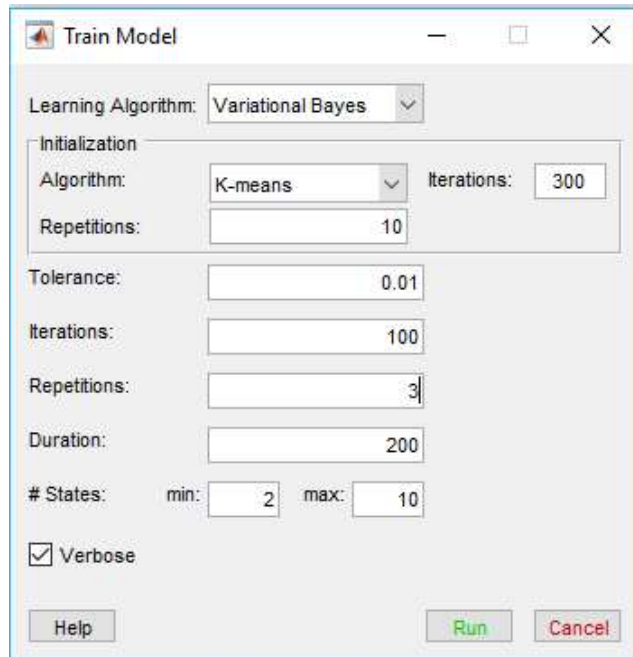 Train Model
Learning Algorithm: Variational Bayes
Initialization
Algorithm: K-means Iterations: 300
Repetitions: 10
Tolerance: 0.01
Iterations: 100
Repetitions: 3
Duration: 200
# States: min: 2 max: 10
Verbose
Help Run Cancel